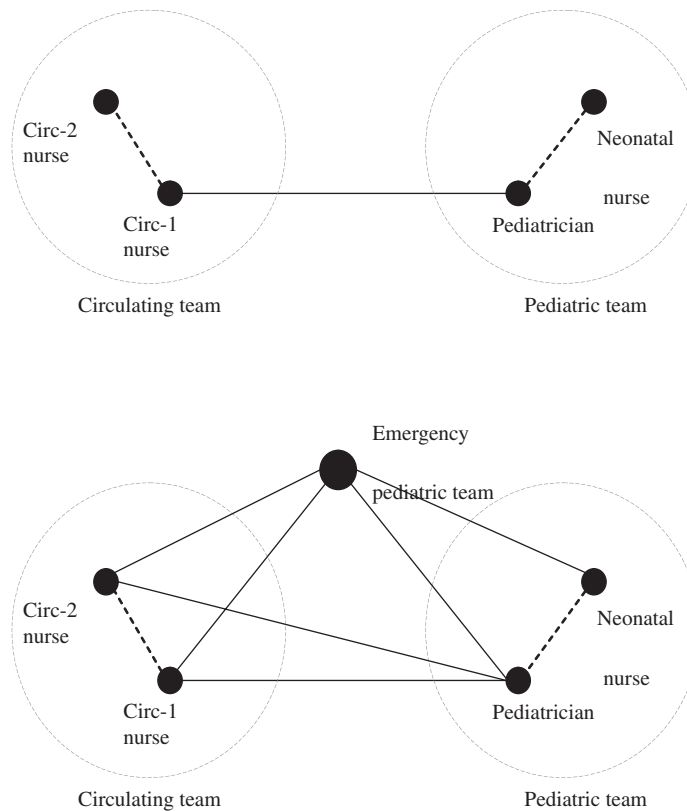 Circ-2
nurse
Neonatal
nurse
Circ-1
nurse
Pediatrician
Circulating team
Pediatric team
Emergency
pediatric team
Circ-2
nurse
Neonatal
nurse
Circ-1
nurse
Pediatrician
Circulating team
Pediatric team